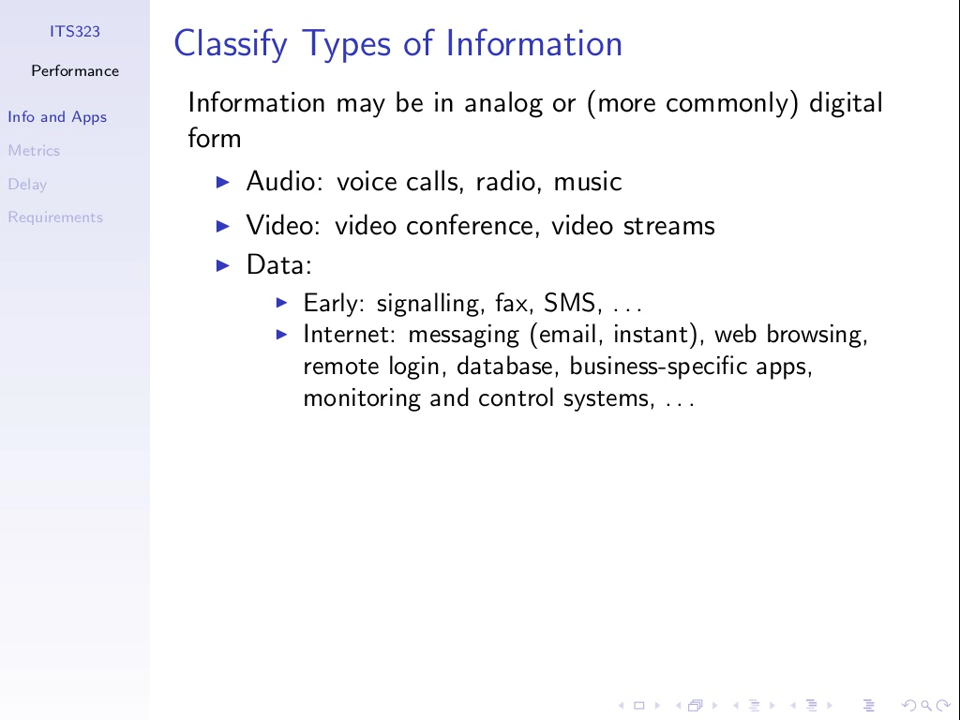 ITS323
Performance
Info and Apps
Metrics
Delay
Requirements
Classify Types of Information
Information may be in analog or (more commonly) digital
form
Audio: voice calls, radio, music
Video: video conference, video streams
Data:
Early: signalling, fax, SMS, . . .
Internet: messaging (email, instant), web browsing,
remote login, database, business-specific apps,
monitoring and control systems, . . .